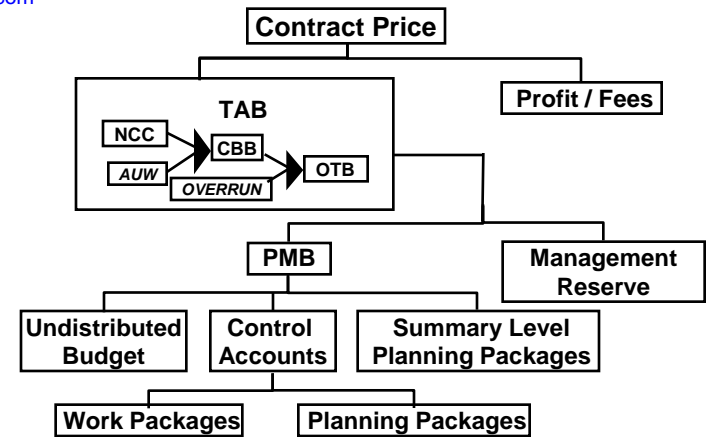 com
Contract Price
Profit / Fees
TAB
NCC
CBB
AUW
OVERRUN
OTB
PMB
Management
Reserve
Undistributed
Budget
Control
Accounts
Summary Level
Planning Packages
Work Packages
Planning Packages